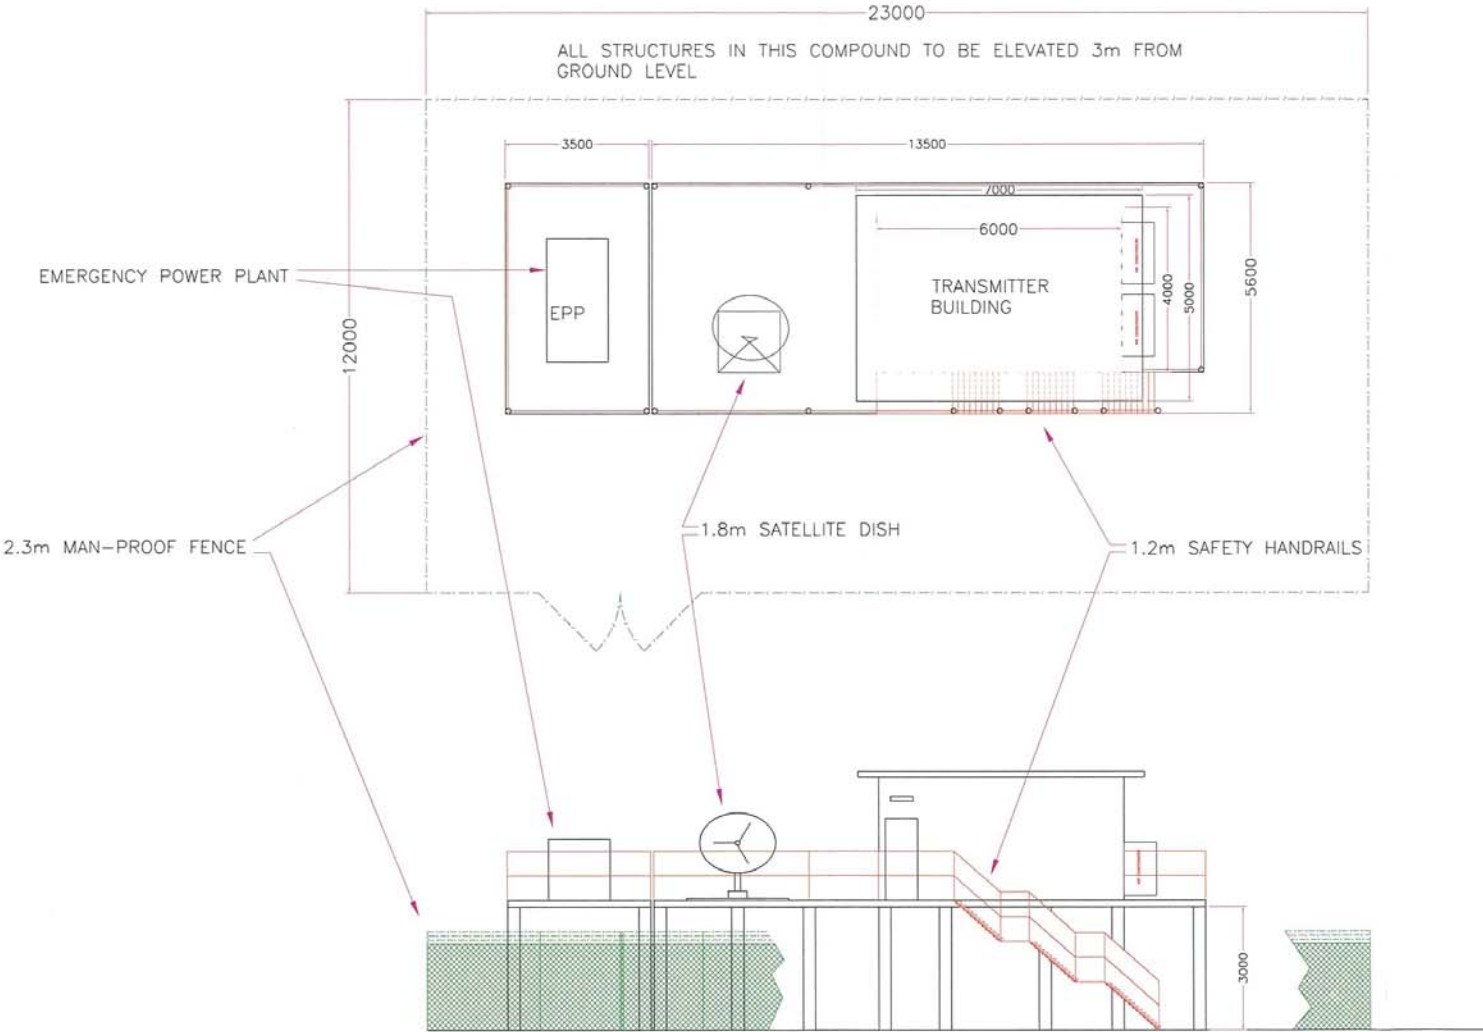 23000
ALL STRUCTURES IN THIS COMPOUND TO BE ELEVATED 3m FROM
GROUND LEVEL
3500
13500
7000
6000
EMERGENCY POWER PLANT
EPP
TRANSMITTER
BUILDING
4000
5000
5600
12000
2.3m MAN-PROOF FENCE
1.8m SATELLITE DISH
1.2m SAFETY HANDRAILS
3000